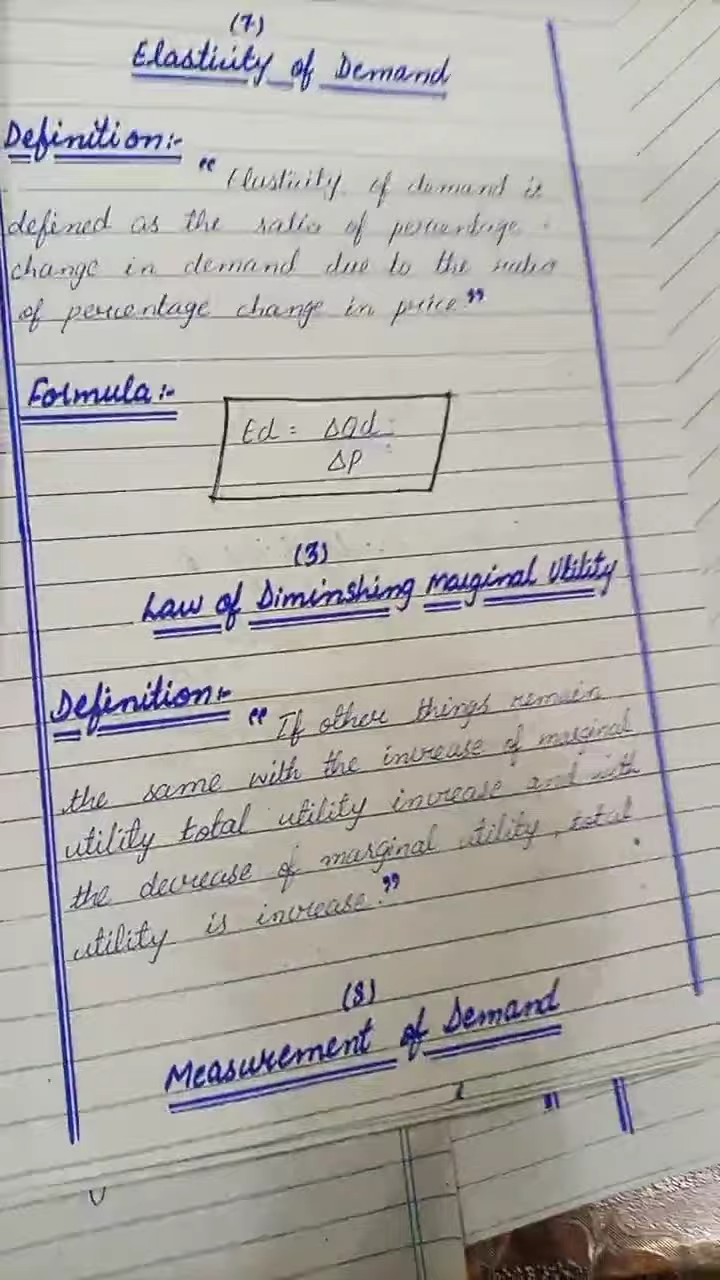 (7)
Elasticity of Demand
Definition:-
" Elasticity of demand is
defined as the ratio of percentage
change in demand due to the ratio
of percentage change in price"
Formula:-
Ed = ΔQd
ΔP
(3)
Law of Diminshing Marginal Utility
Definition:-
" If other things remain
the same with the increase of marginal
utility total utility increase and with
the decrease of marginal utility, total
utility is increase."
(8)
Measurement of Demand